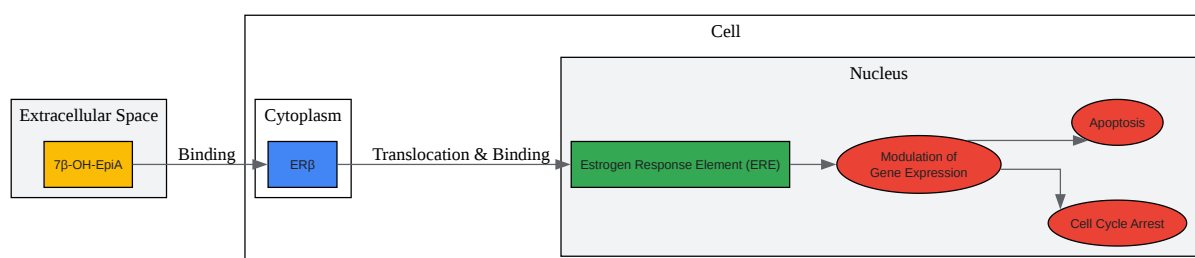 Cell
Nucleus
Extracellular Space
Cytoplasm
7β-OH-EpiA
Binding
ERβ
Translocation & Binding
Estrogen Response Element (ERE)
Modulation of
Gene Expression
Apoptosis
Cell Cycle Arrest